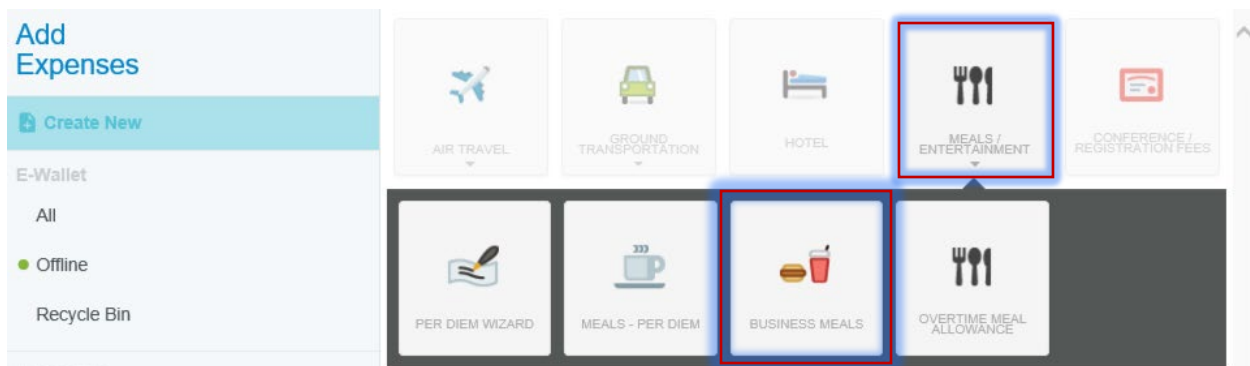 Add
Expenses
Create New
E-Wallet
All
Offline
Recycle Bin
AIR TRAVEL
GROUND
TRANSPORTATION
HOTEL
MEALS /
ENTERTAINMENT
CONFERENCE /
REGISTRATION FEES
PER DIEM WIZARD
MEALS - PER DIEM
BUSINESS MEALS
OVERTIME MEAL
ALLOWANCE